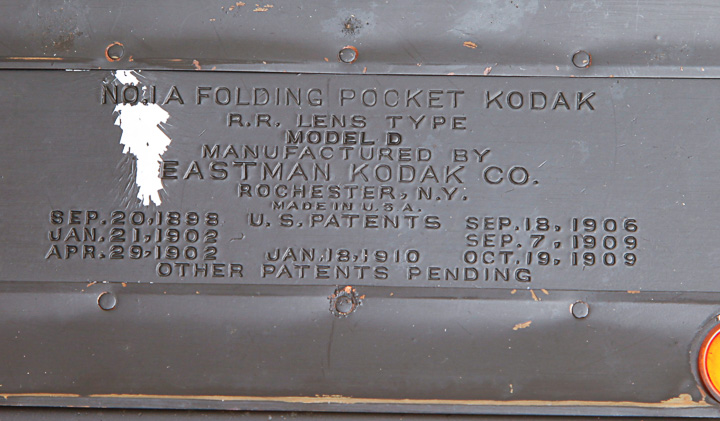 NO.1A FOLDING POCKET KODAK
R.R. LENS TYPE
MODEL D
MANUFACTURED BY
EASTMAN KODAK CO.
ROCHESTER, N.Y.
MADE IN U.S.A.
SEP. 20, 1898 U.S. PATENTS SEP. 18, 1906
JAN. 21, 1902 SEP. 7, 1909
APR. 29, 1902 JAN. 18, 1910 OCT. 19, 1909
OTHER PATENTS PENDING